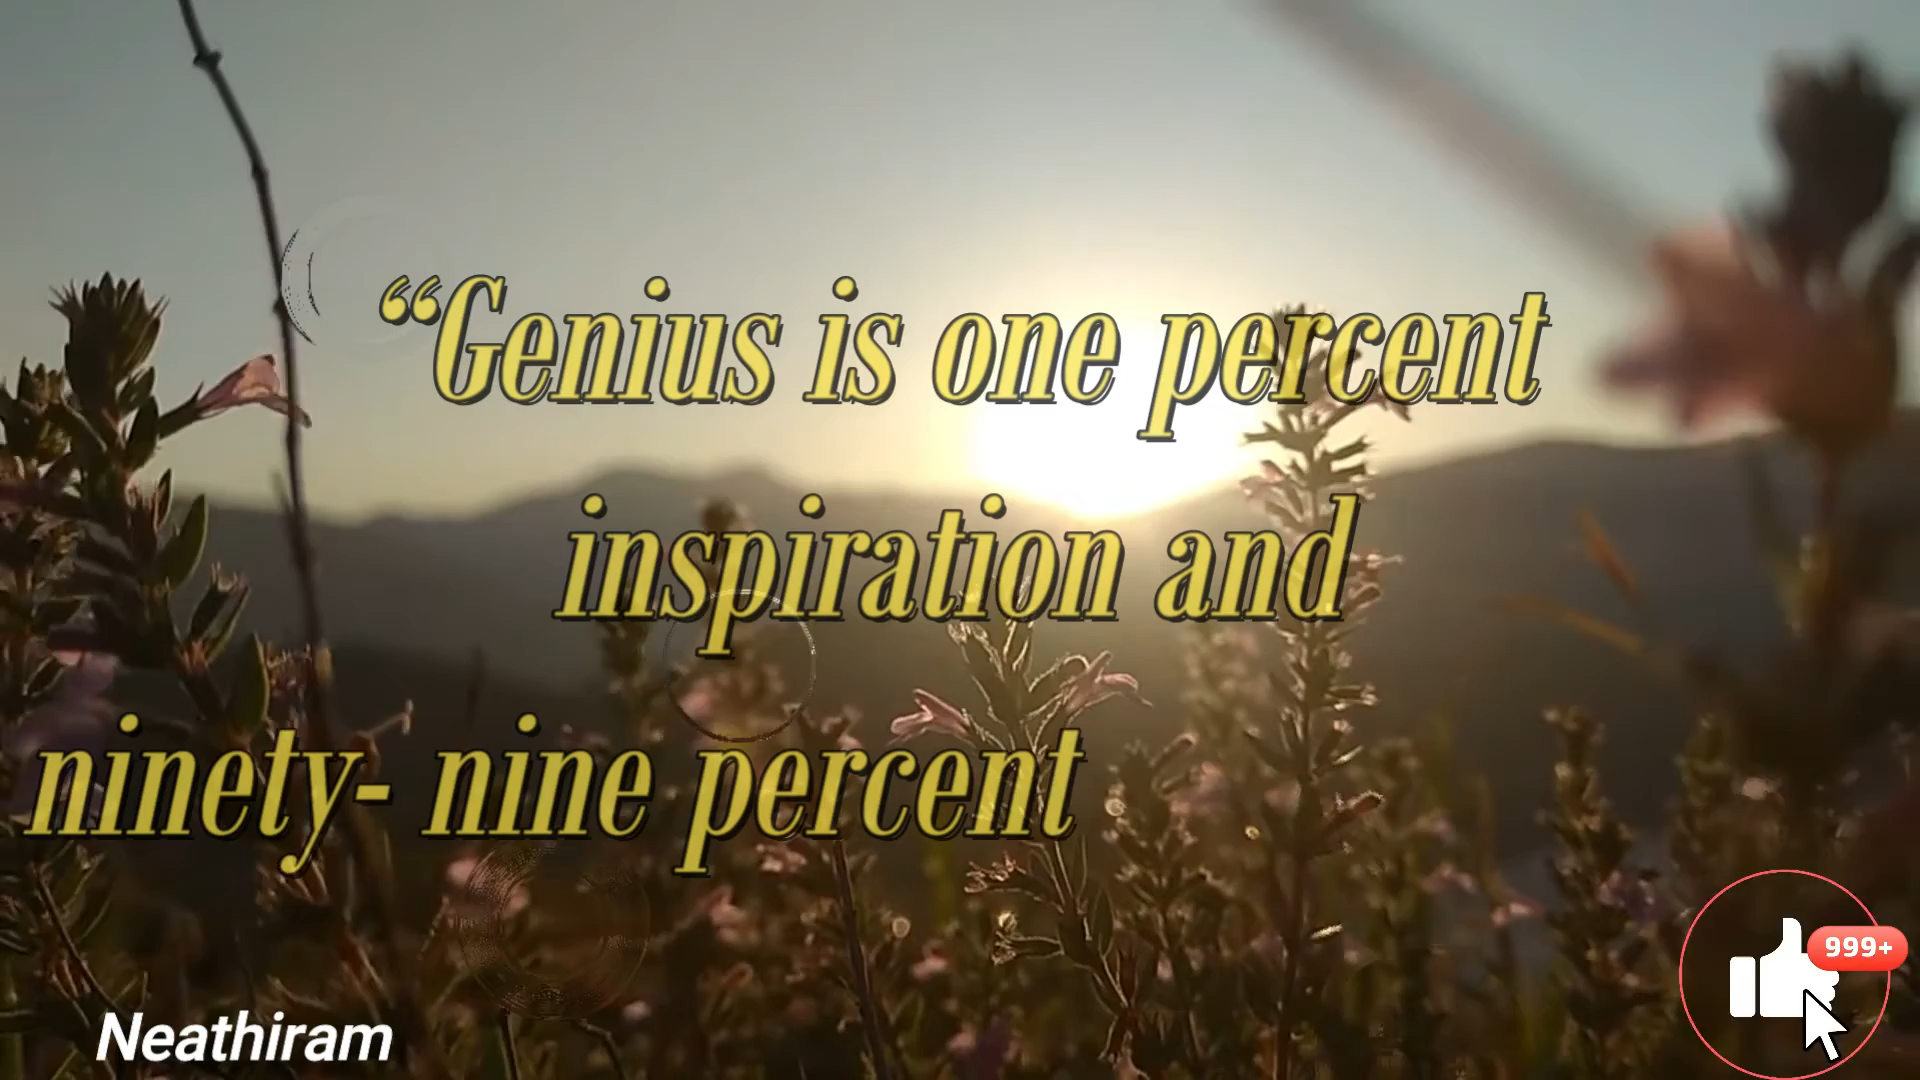 “Genius is one percent
inspiration and
ninety- nine percent
Neathiram
999+